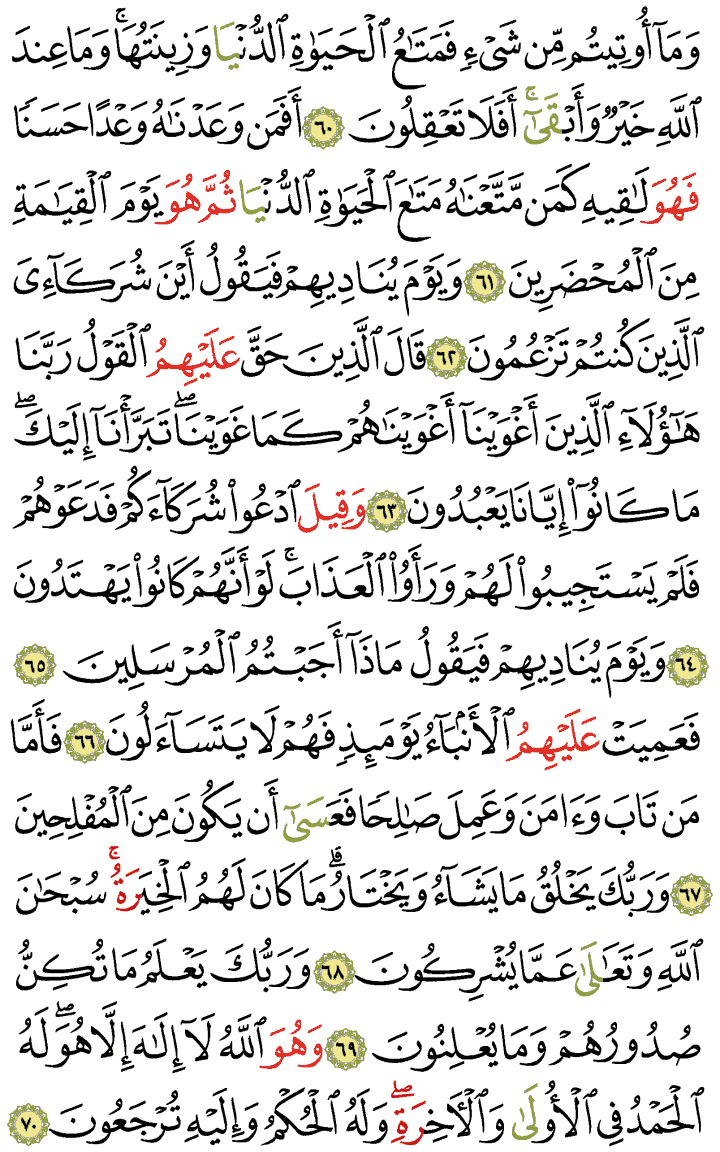 وَمَآ أُوتِيتُم مِّن شَىْءٍ فَمَتَٰعُ ٱلْحَيَوٰةِ ٱلدُّنْيَا وَزِينَتُهَا ۚ وَمَا عِندَ
ٱللَّهِ خَيْرٌ وَأَبْقَىٰٓ ۚ أَفَلَا تَعْقِلُونَ ٦٠ أَفَمَن وَعَدْنَٰهُ وَعْدًا حَسَنًا
فَهُوَ لَٰقِيهِ كَمَن مَّتَّعْنَٰهُ مَتَٰعَ ٱلْحَيَوٰةِ ٱلدُّنْيَا ثُمَّ هُوَ يَوْمَ ٱلْقِيَٰمَةِ
مِنَ ٱلْمُحْضَرِينَ ٦١ وَيَوْمَ يُنَادِيهِمْ فَيَقُولُ أَيْنَ شُرَكَآءِىَ
ٱلَّذِينَ كُنتُمْ تَزْعُمُونَ ٦٢ قَالَ ٱلَّذِينَ حَقَّ عَلَيْهِمُ ٱلْقَوْلُ رَبَّنَا
هَٰٓؤُلَآءِ ٱلَّذِينَ أَغْوَيْنَآ أَغْوَيْنَٰهُمْ كَمَا غَوَيْنَا ۖ تَبَرَّأْنَآ إِلَيْكَ ۖ
مَا كَانُوٓا۟ إِيَّانَا يَعْبُدُونَ ٦٣ وَقِيلَ ٱدْعُوا۟ شُرَكَآءَكُمْ فَدَعَوْهُمْ
فَلَمْ يَسْتَجِيبُوا۟ لَهُمْ وَرَأَوُا۟ ٱلْعَذَابَ ۚ لَوْ أَنَّهُمْ كَانُوا۟ يَهْتَدُونَ
٦٤ وَيَوْمَ يُنَادِيهِمْ فَيَقُولُ مَاذَآ أَجَبْتُمُ ٱلْمُرْسَلِينَ ٦٥
فَعَمِيَتْ عَلَيْهِمُ ٱلْأَنۢبَآءُ يَوْمَئِذٍ فَهُمْ لَا يَتَسَآءَلُونَ ٦٦ فَأَمَّا
مَن تَابَ وَءَامَنَ وَعَمِلَ صَٰلِحًا فَعَسَىٰٓ أَن يَكُونَ مِنَ ٱلْمُفْلِحِينَ
٦٧ وَرَبُّكَ يَخْلُقُ مَا يَشَآءُ وَيَخْتَارُ ۗ مَا كَانَ لَهُمُ ٱلْخِيَرَةُ ۚ سُبْحَٰنَ
ٱللَّهِ وَتَعَٰلَىٰ عَمَّا يُشْرِكُونَ ٦٨ وَرَبُّكَ يَعْلَمُ مَا تُكِنُّ
صُدُورُهُمْ وَمَا يُعْلِنُونَ ٦٩ وَهُوَ ٱللَّهُ لَآ إِلَٰهَ إِلَّا هُوَ ۖ لَهُ
ٱلْحَمْدُ فِى ٱلْأُولَىٰ وَٱلْءَاخِرَةِ ۖ وَلَهُ ٱلْحُكْمُ وَإِلَيْهِ تُرْجَعُونَ ٧٠